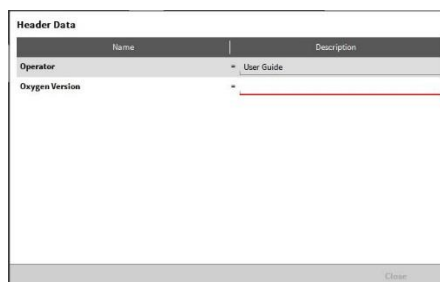 Header Data
Name Description
Operator = User Guide
Oxygen Version =
Close